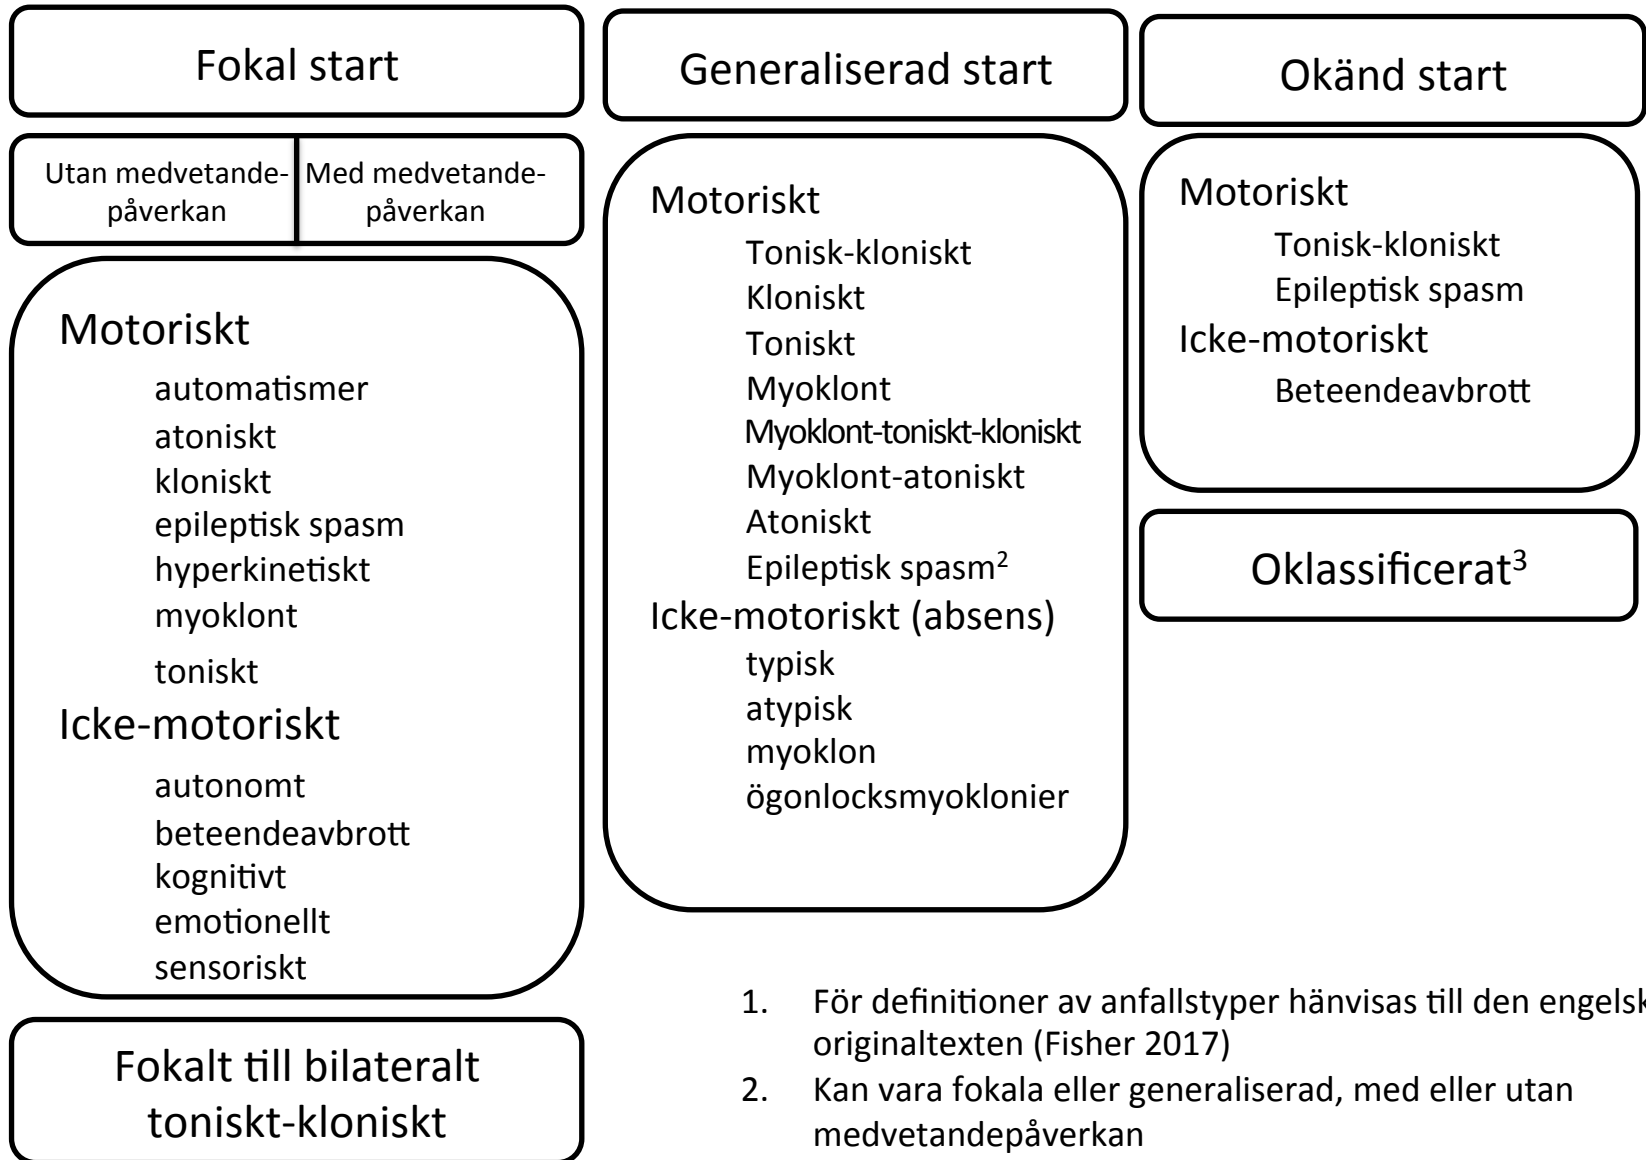 Fokal start
Utan medvetande-
påverkan
Med medvetande-
påverkan
Motoriskt
automatismer
atoniskt
kloniskt
epileptisk spasm
hyperkinetiskt
myoklont
toniskt
Icke-motoriskt
autonomt
beteendeavbrott
kognitivt
emotionellt
sensoriskt
Fokalt till bilateralt
toniskt-kloniskt
Generaliserad start
Motoriskt
Tonisk-kloniskt
Kloniskt
Toniskt
Myoklont
Myoklont-toniskt-kloniskt
Myoklont-atoniskt
Atoniskt
Epileptisk spasm²
Icke-motoriskt (absens)
typisk
atypisk
myoklon
ögonlocksmyoklonier
Okänd start
Motoriskt
Tonisk-kloniskt
Epileptisk spasm
Icke-motoriskt
Beteendeavbrott
Oklassificerat³
1. För definitioner av anfallstyper hänvisas till den engelsk
originaltexten (Fisher 2017)
2. Kan vara fokala eller generaliserad, med eller utan
medvetandepåverkan